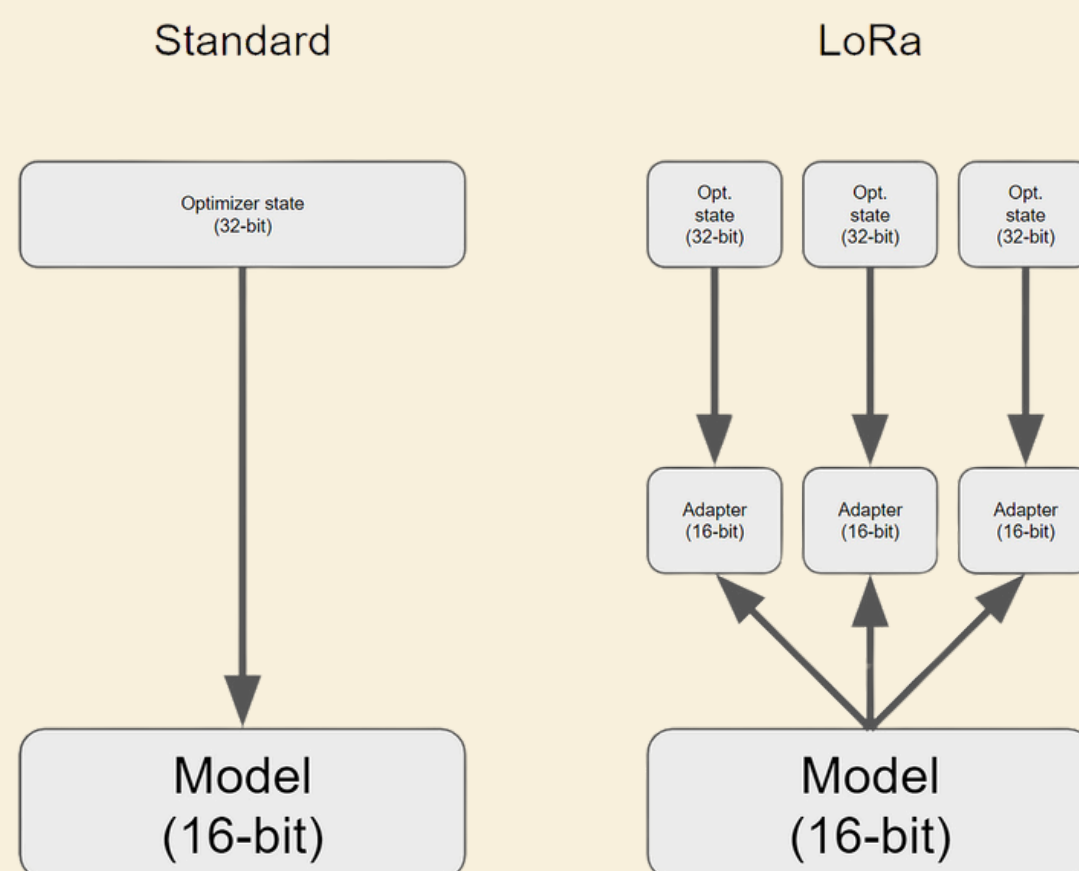 Standard
LoRa
Optimizer state
(32-bit)
Opt.
state
(32-bit)
Opt.
state
(32-bit)
Opt.
state
(32-bit)
Adapter
(16-bit)
Adapter
(16-bit)
Adapter
(16-bit)
Model
(16-bit)
Model
(16-bit)